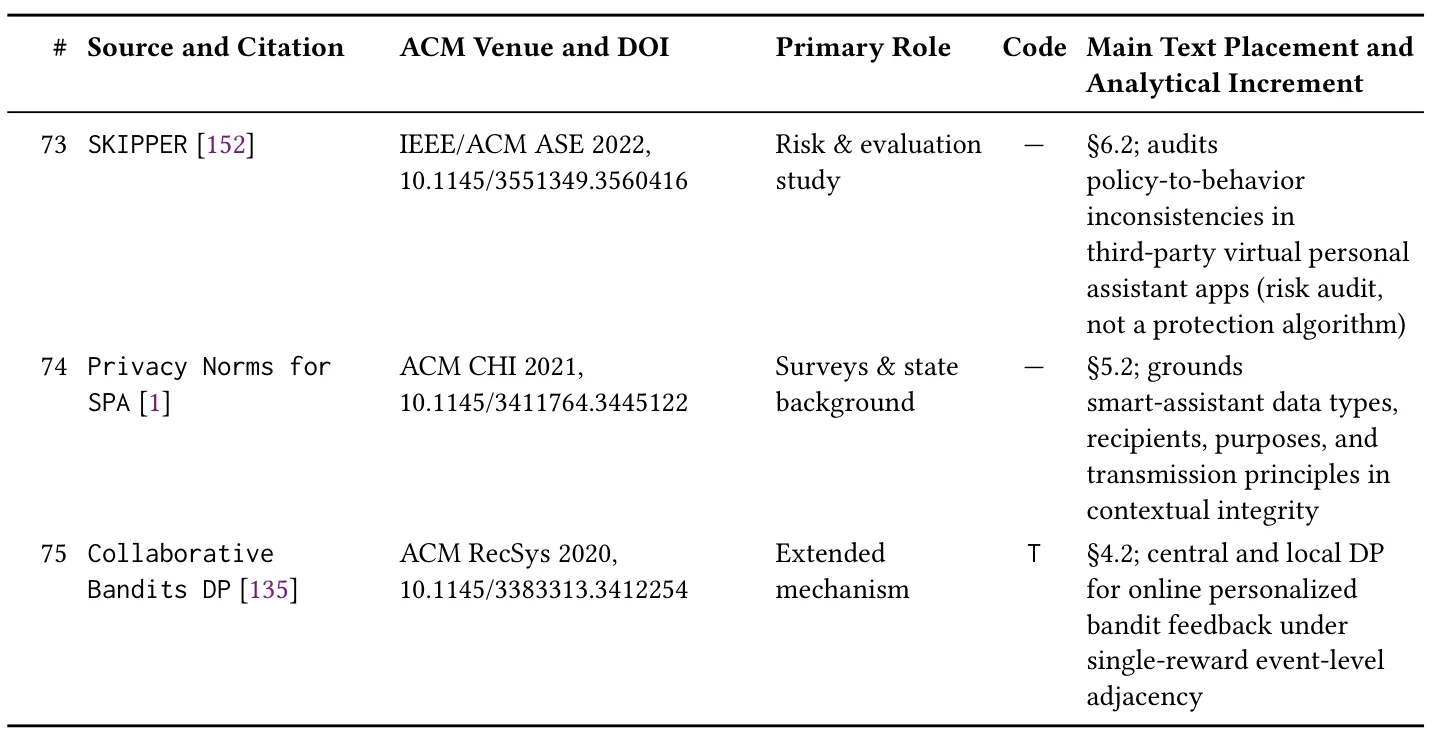 # Source and Citation ACM Venue and DOI Primary Role Code Main Text Placement and
Analytical Increment
73 SKIPPER [152] IEEE/ACM ASE 2022, Risk & evaluation — §6.2; audits
10.1145/3551349.3560416 study policy-to-behavior
inconsistencies in
third-party virtual personal
assistant apps (risk audit,
not a protection algorithm)
74 Privacy Norms for ACM CHI 2021, Surveys & state — §5.2; grounds
SPA [1] 10.1145/3411764.3445122 background smart-assistant data types,
recipients, purposes, and
transmission principles in
contextual integrity
75 Collaborative ACM RecSys 2020, Extended T §4.2; central and local DP
Bandits DP [135] 10.1145/3383313.3412254 mechanism for online personalized
bandit feedback under
single-reward event-level
adjacency